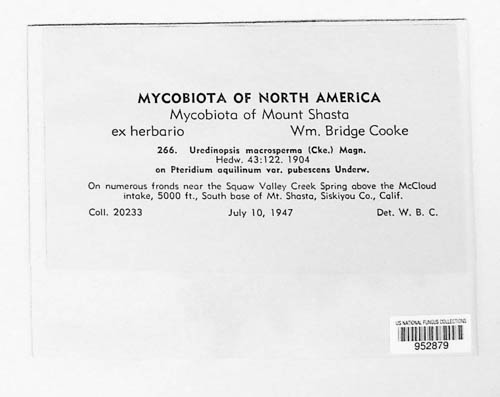 MYCOBIOTA OF NORTH AMERICA
Mycobiota of Mount Shasta
ex herbario Wm. Bridge Cooke
266. Uredinopsis macrosperma (Cke.) Magn.
Hedw. 43:122. 1904
on Pteridium aquilinum var. pubescens Underw.
On numerous fronds near the Squaw Valley Creek Spring above the McCloud
intake, 5000 ft., South base of Mt. Shasta, Siskiyou Co., Calif.
Coll. 20233 July 10, 1947 Det. W. B. C.
US NATIONAL FUNGUS COLLECTIONS
952879